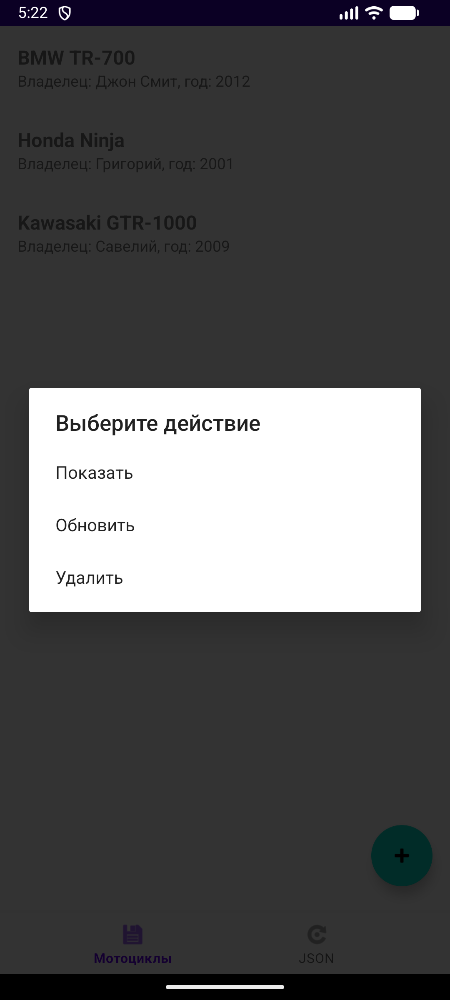 5:22
BMW TR-700
Владелец: Джон Смит, год: 2012
Honda Ninja
Владелец: Григорий, год: 2001
Kawasaki GTR-1000
Владелец: Савелий, год: 2009
Выберите действие
Показать
Обновить
Удалить
Мотоциклы
JSON